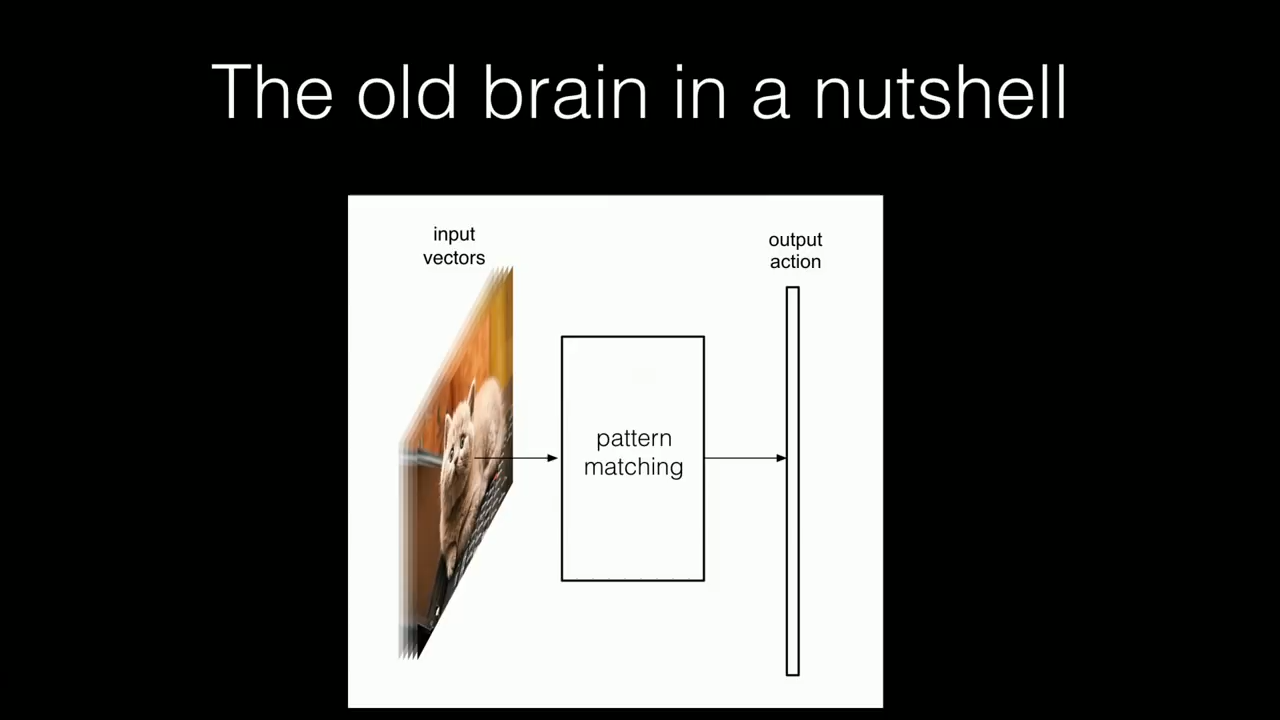 The old brain in a nutshell
input
vectors
output
action
pattern
matching